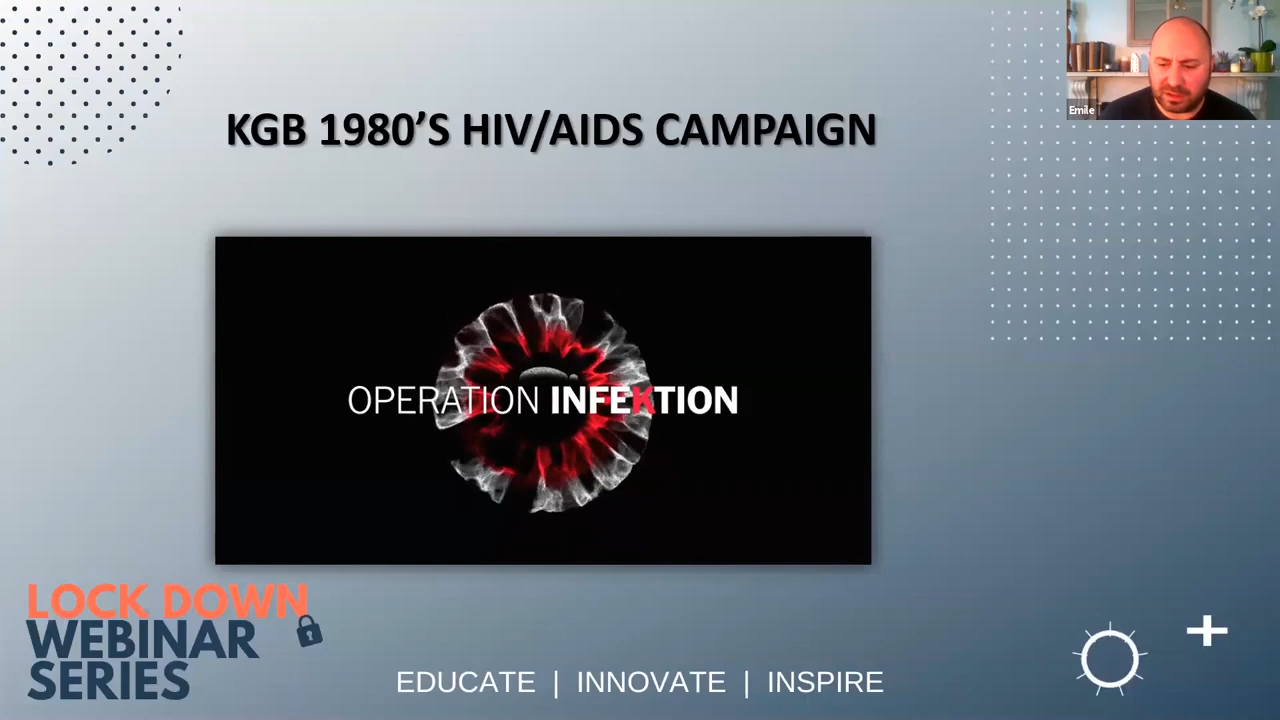 KGB 1980’S HIV/AIDS CAMPAIGN
Emile
OPERATION INFEKTION
LOCK DOWN
WEBINAR
SERIES
EDUCATE | INNOVATE | INSPIRE